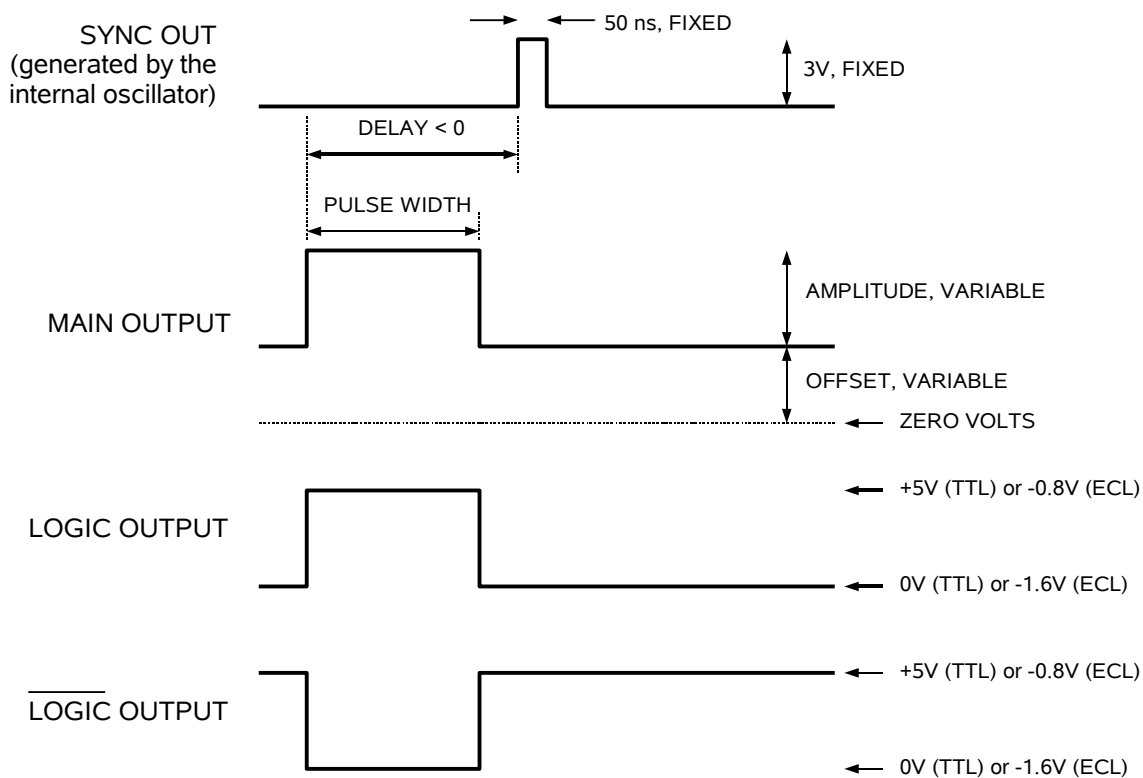 SYNC OUT
(generated by the
internal oscillator)
50 ns, FIXED
3V, FIXED
DELAY < 0
PULSE WIDTH
MAIN OUTPUT
AMPLITUDE, VARIABLE
OFFSET, VARIABLE
ZERO VOLTS
LOGIC OUTPUT
+5V (TTL) or -0.8V (ECL)
0V (TTL) or -1.6V (ECL)
LOGIC OUTPUT
+5V (TTL) or -0.8V (ECL)
0V (TTL) or -1.6V (ECL)